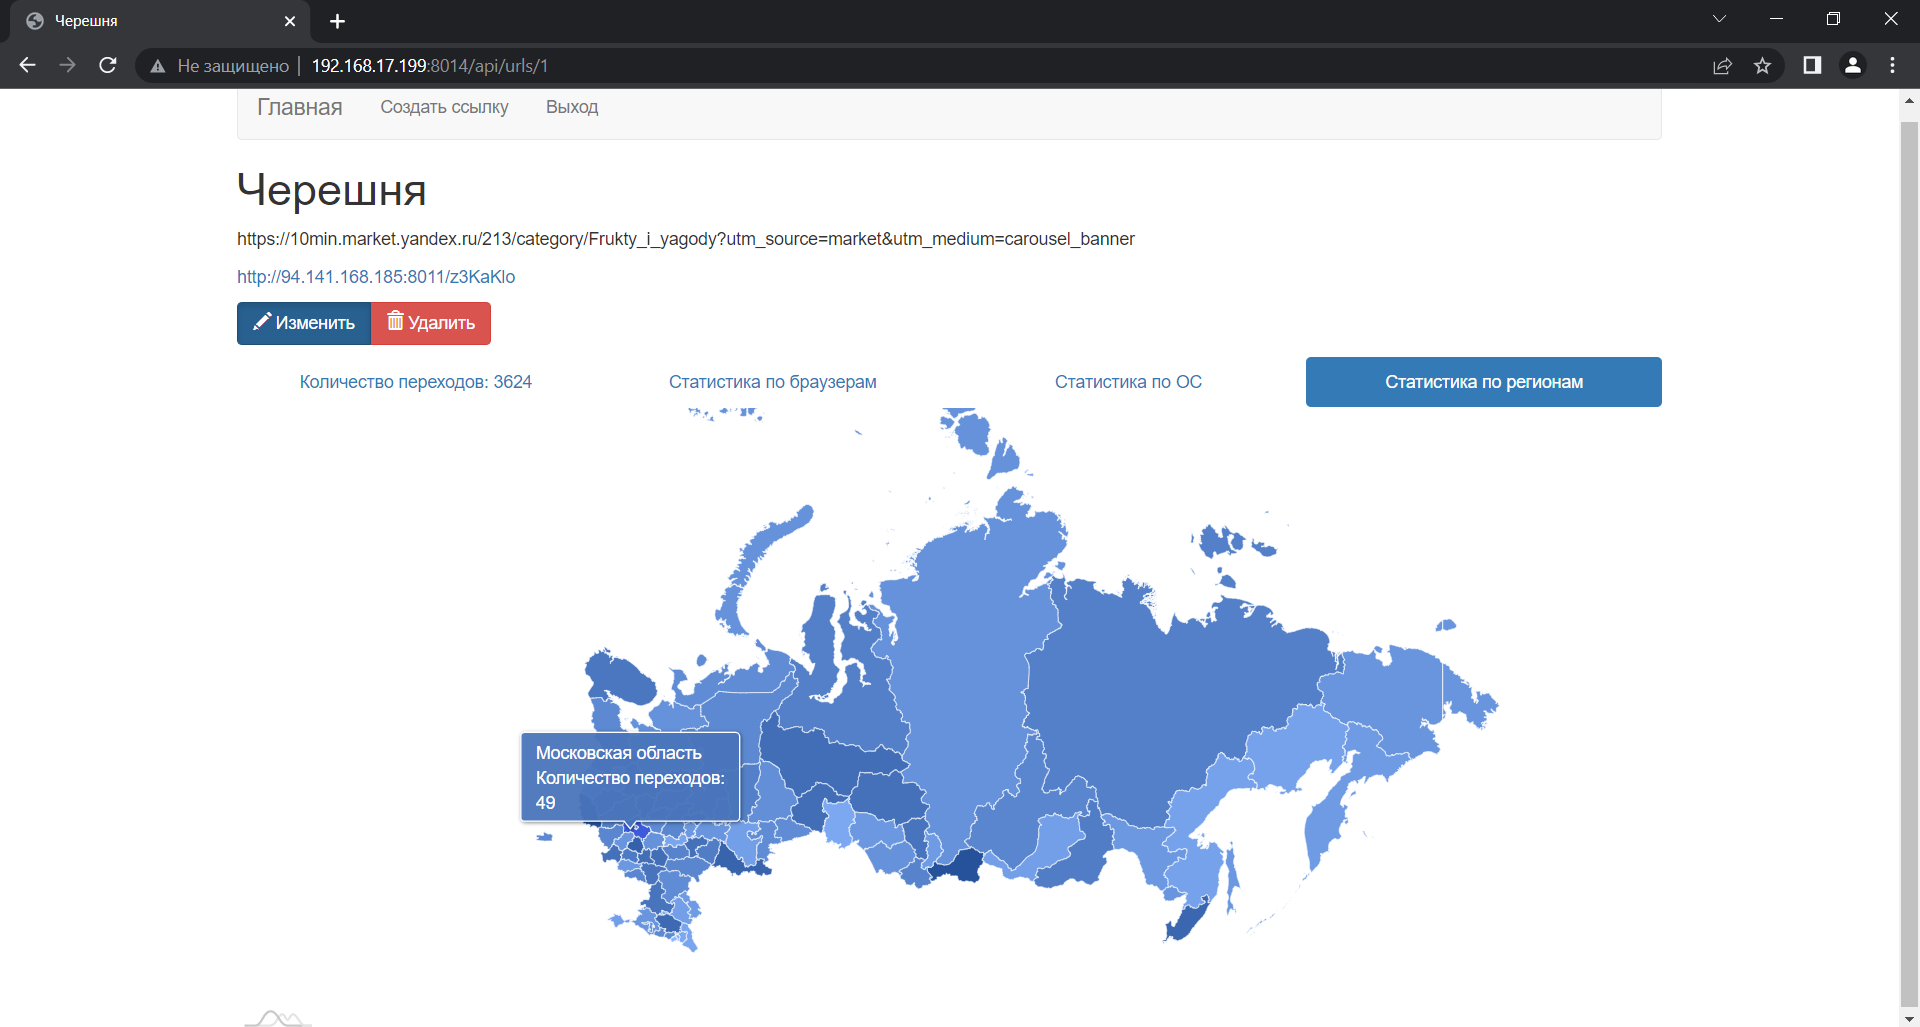 Черешня
Не защищено | 192.168.17.199:8014/api/urls/1
Главная Создать ссылку Выход
Черешня
https://10min.market.yandex.ru/213/category/Frukty_i_yagody?utm_source=market&utm_medium=carousel_banner
http://94.141.168.185:8011/z3KaKlo
Изменить Удалить
Количество переходов: 3624 Статистика по браузерам Статистика по ОС Статистика по регионам
Московская область
Количество переходов:
49